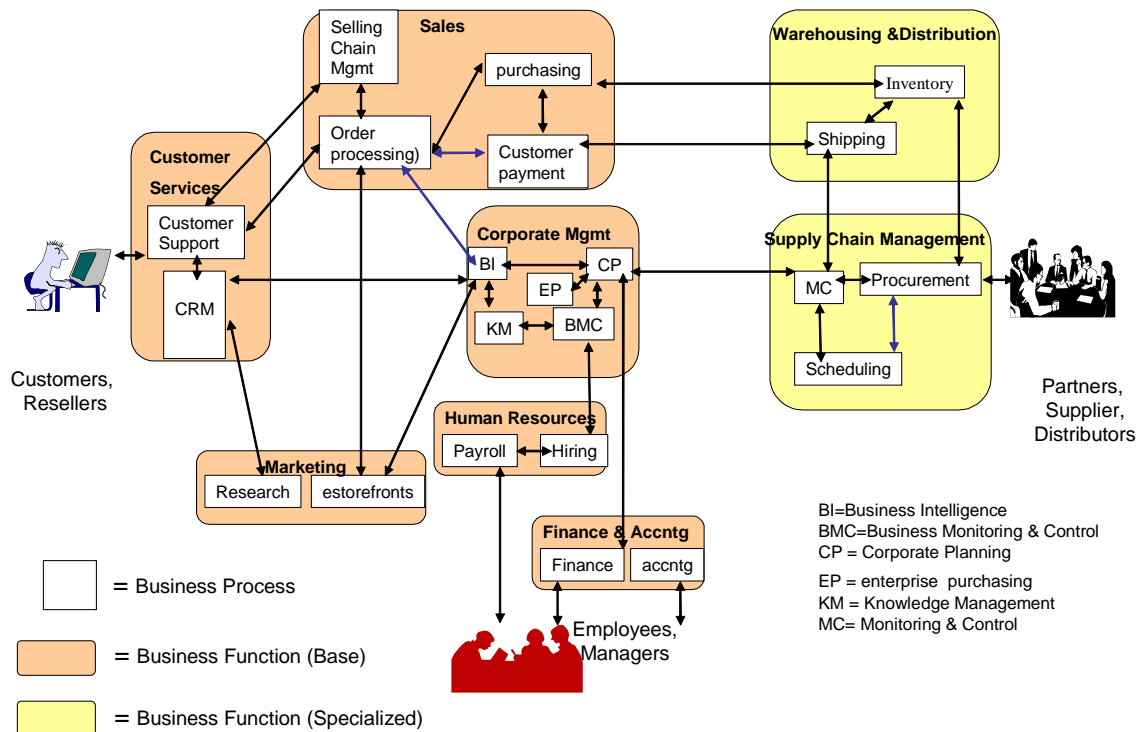 Selling
Chain
Mgmt
Sales
purchasing
Order
processing)
Customer
payment
Warehousing &Distribution
Inventory
Shipping
Customer
Services
Customer
Support
CRM
Customers,
Resellers
Corporate Mgmt
BI
CP
EP
KM
BMC
Supply Chain Management
MC
Procurement
Scheduling
Partners,
Supplier,
Distributors
Human Resources
Payroll
Hiring
Marketing
Research
estorefronts
Finance & Accntg
Finance
accntg
Employees,
Managers
BI=Business Intelligence
BMC=Business Monitoring & Control
CP = Corporate Planning
EP = enterprise purchasing
KM = Knowledge Management
MC= Monitoring & Control
= Business Process
= Business Function (Base)
= Business Function (Specialized)